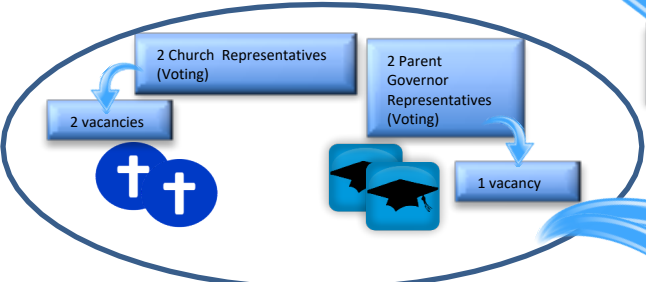 2 Church Representatives
(Voting)
2 vacancies
2 Parent
Governor
Representatives
(Voting)
1 vacancy